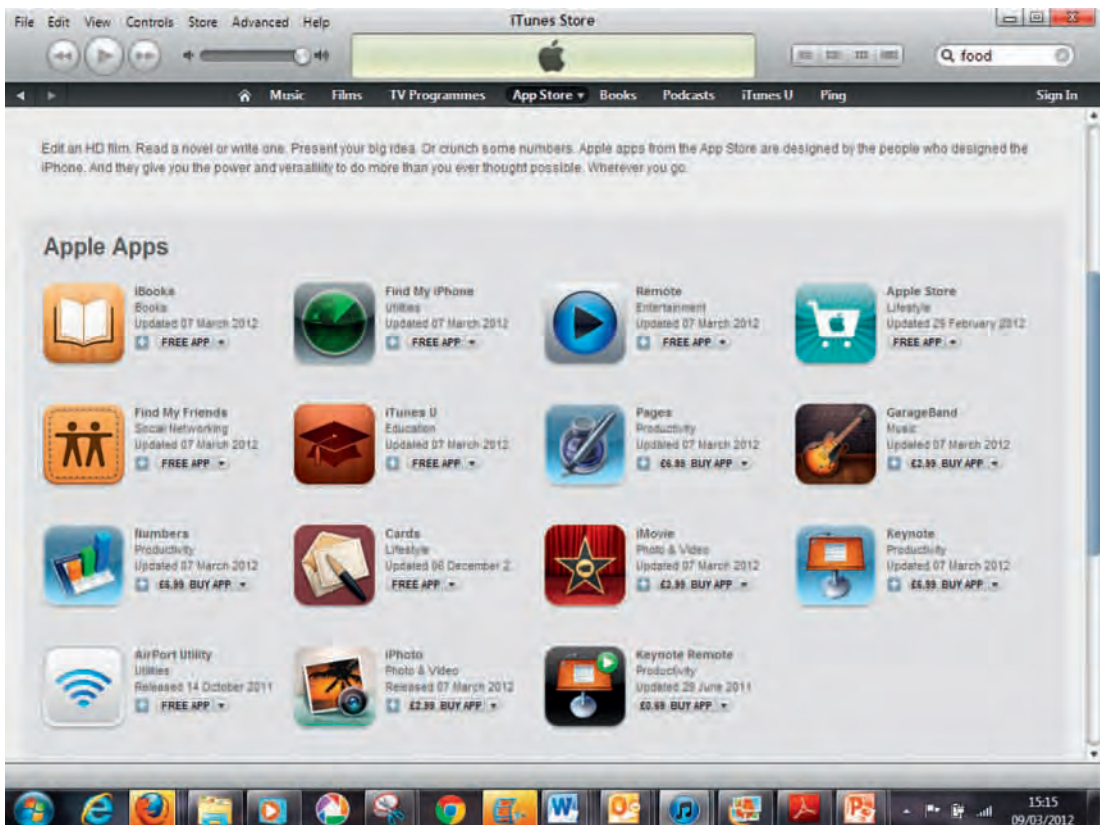 File Edit View Controls Store Advanced Help
iTunes Store
food
Music Films TV Programmes App Store Books Podcasts iTunes U Ping Sign In
Edit an HD film. Read a novel or write one. Present your big idea. Or crunch some numbers. Apple apps from the App Store are designed by the people who designed the
iPhone. And they give you the power and versatility to do more than you ever thought possible. Wherever you go.
Apple Apps
iBooks
Books
Updated 07 March 2012
FREE APP
Find My iPhone
Utilities
Updated 07 March 2012
FREE APP
Remote
Entertainment
Updated 07 March 2012
FREE APP
Apple Store
Lifestyle
Updated 29 February 2012
FREE APP
Find My Friends
Social Networking
Updated 07 March 2012
FREE APP
iTunes U
Education
Updated 07 March 2012
FREE APP
Pages
Productivity
Updated 07 March 2012
£6.99 BUY APP
GarageBand
Music
Updated 07 March 2012
£2.99 BUY APP
Numbers
Productivity
Updated 07 March 2012
£6.99 BUY APP
Cards
Lifestyle
Updated 06 December 2
FREE APP
iMovie
Photo & Video
Updated 07 March 2012
£2.99 BUY APP
Keynote
Productivity
Updated 07 March 2012
£6.99 BUY APP
AirPort Utility
Utilities
Released 14 October 2011
FREE APP
iPhoto
Photo & Video
Released 07 March 2012
£2.99 BUY APP
Keynote Remote
Productivity
Updated 29 June 2011
£0.69 BUY APP
15:15
09/03/2012